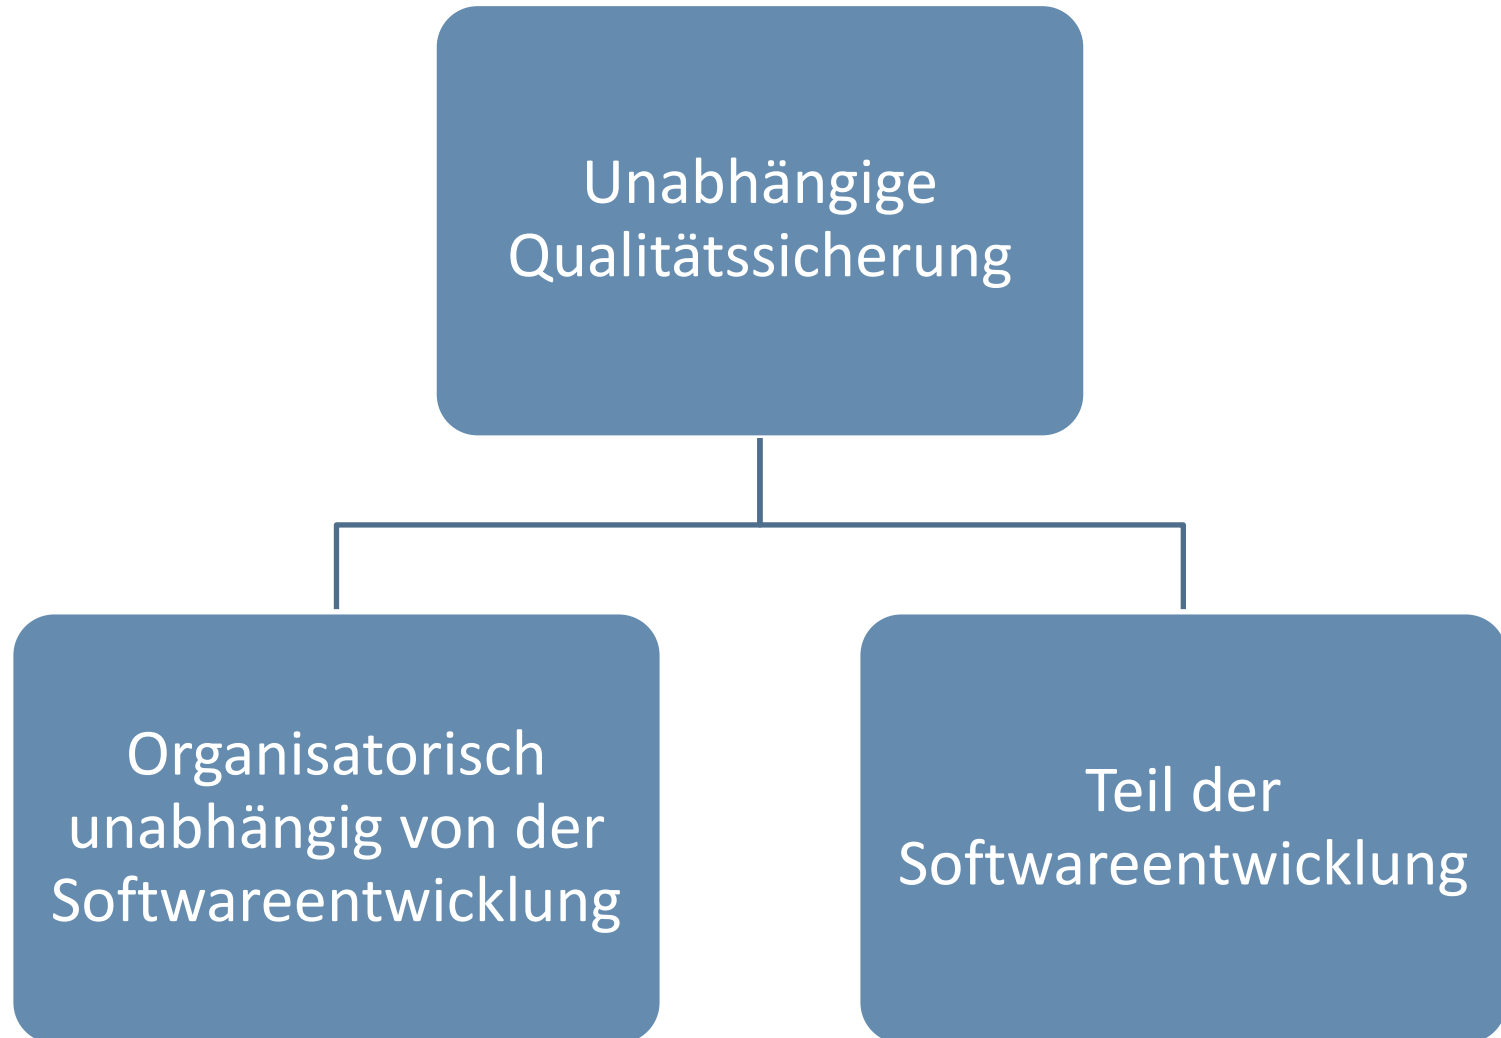 Unabhängige
Qualitätssicherung
Organisatorisch
unabhängig von der
Softwareentwicklung
Teil der
Softwareentwicklung